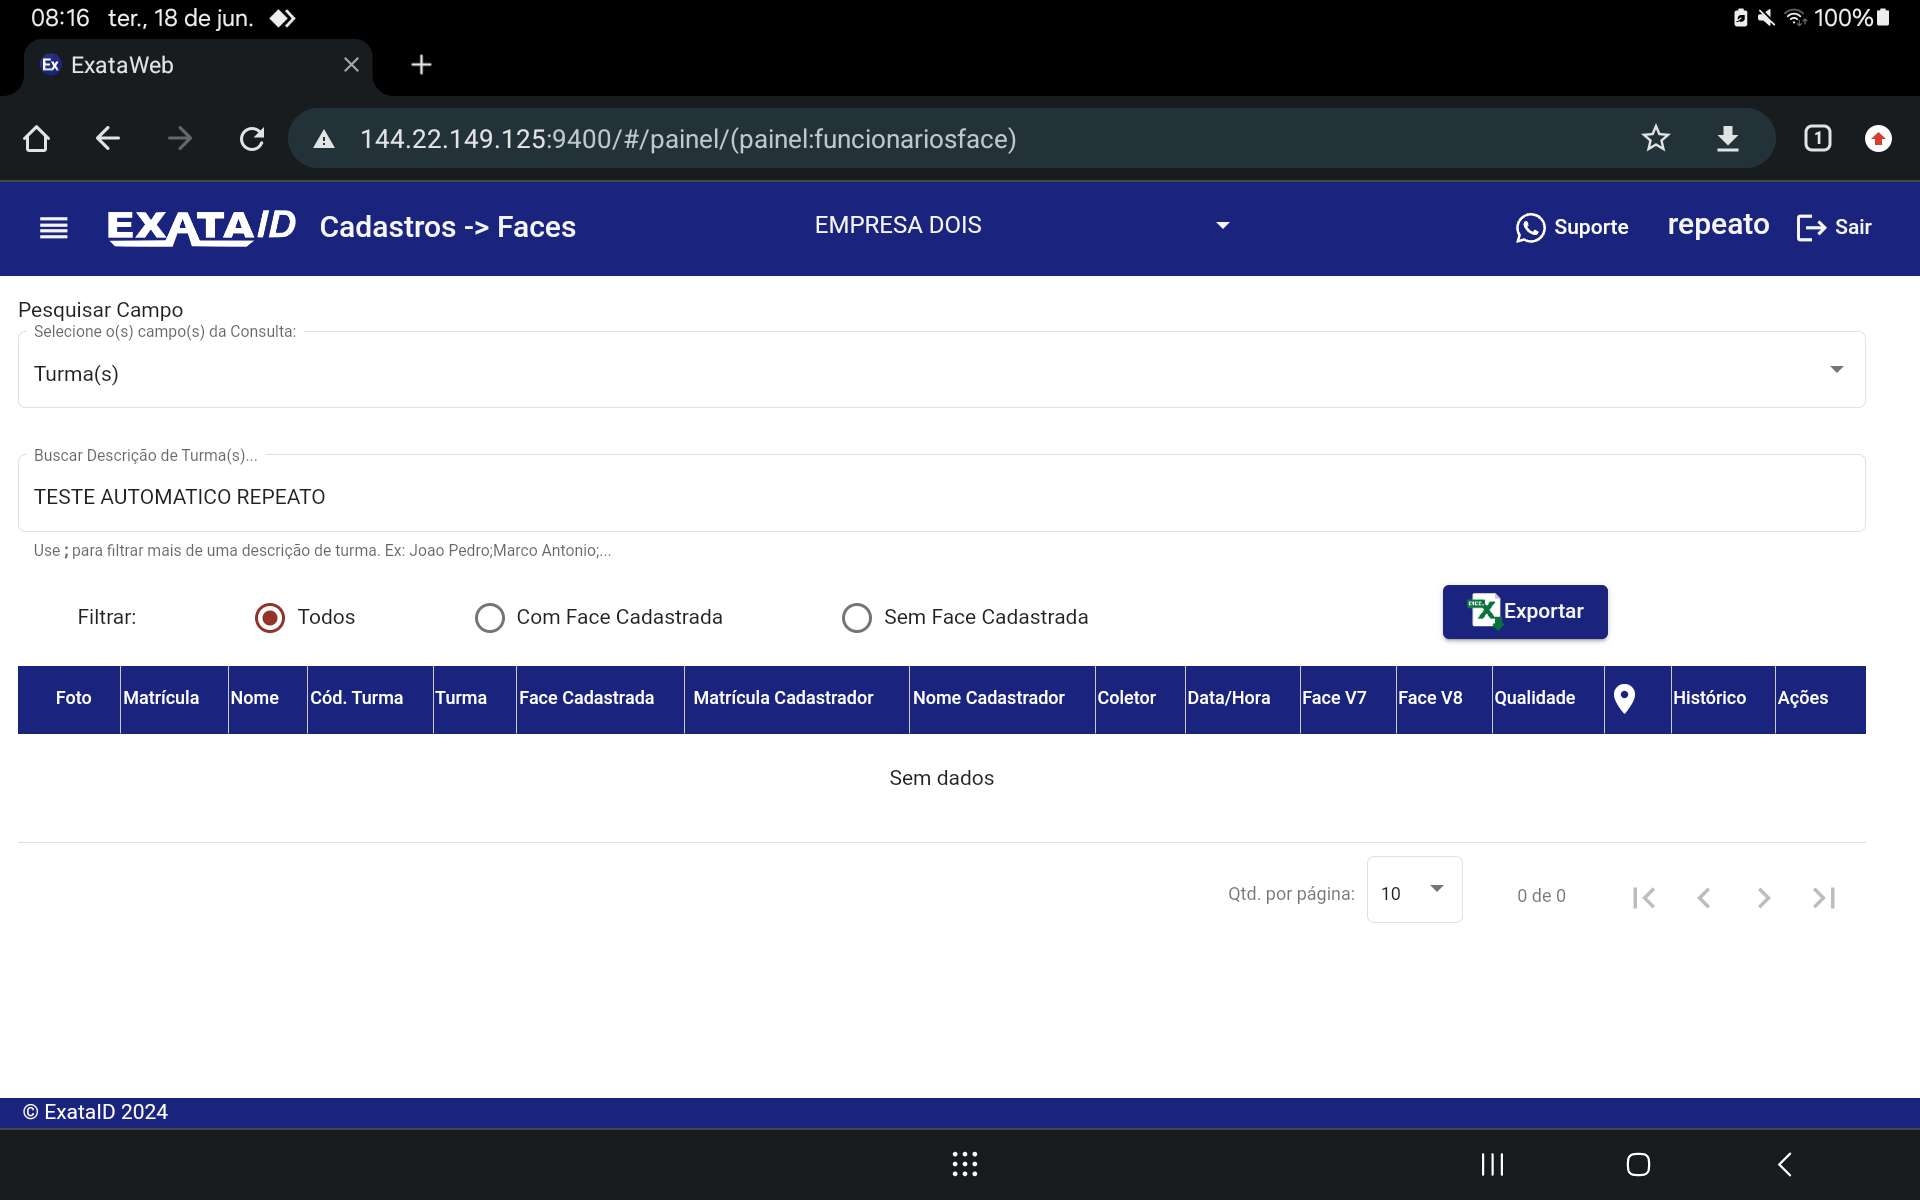 08:16 ter., 18 de jun. 100%
Ex ExataWeb
144.22.149.125:9400/#/painel/(painel:funcionariosface) 1
EXATAID Cadastros -> Faces EMPRESA DOIS Suporte repeato Sair
Pesquisar Campo
Selecione o(s) campo(s) da Consulta:
Turma(s)
Buscar Descrição de Turma(s)...
TESTE AUTOMATICO REPEATO
Use ; para filtrar mais de uma descrição de turma. Ex: Joao Pedro;Marco Antonio;...
Filtrar: Todos Com Face Cadastrada Sem Face Cadastrada Exportar
Foto Matrícula Nome Cód. Turma Turma Face Cadastrada Matrícula Cadastrador Nome Cadastrador Coletor Data/Hora Face V7 Face V8 Qualidade Histórico Ações
Sem dados
Qtd. por página: 10 0 de 0
© ExataID 2024